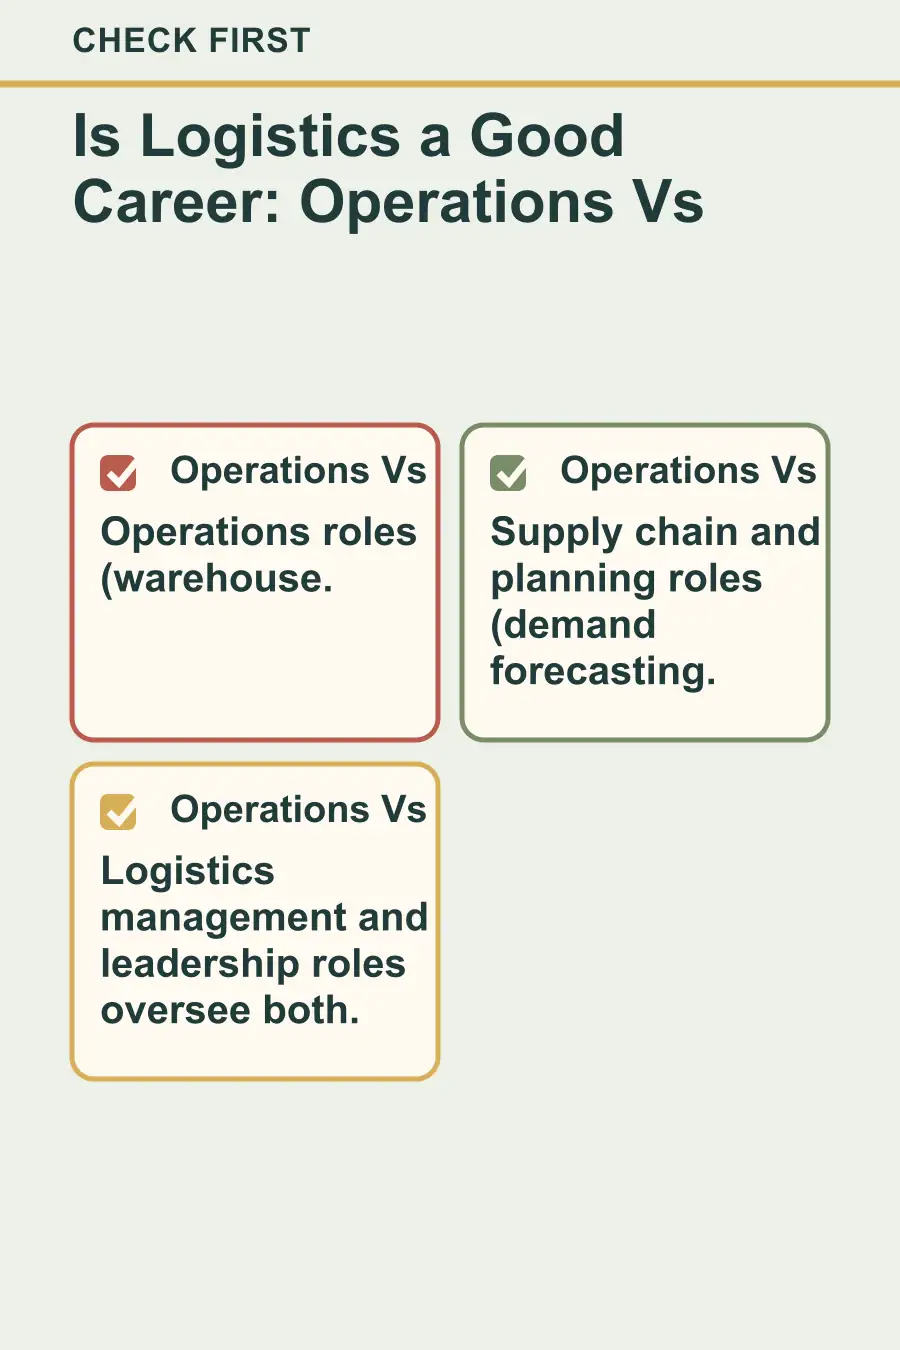 CHECK FIRST
Is Logistics a Good
Career: Operations Vs
Operations Vs
Operations roles
(warehouse.
Operations Vs
Supply chain and
planning roles
(demand
forecasting.
Operations Vs
Logistics
management and
leadership roles
oversee both.